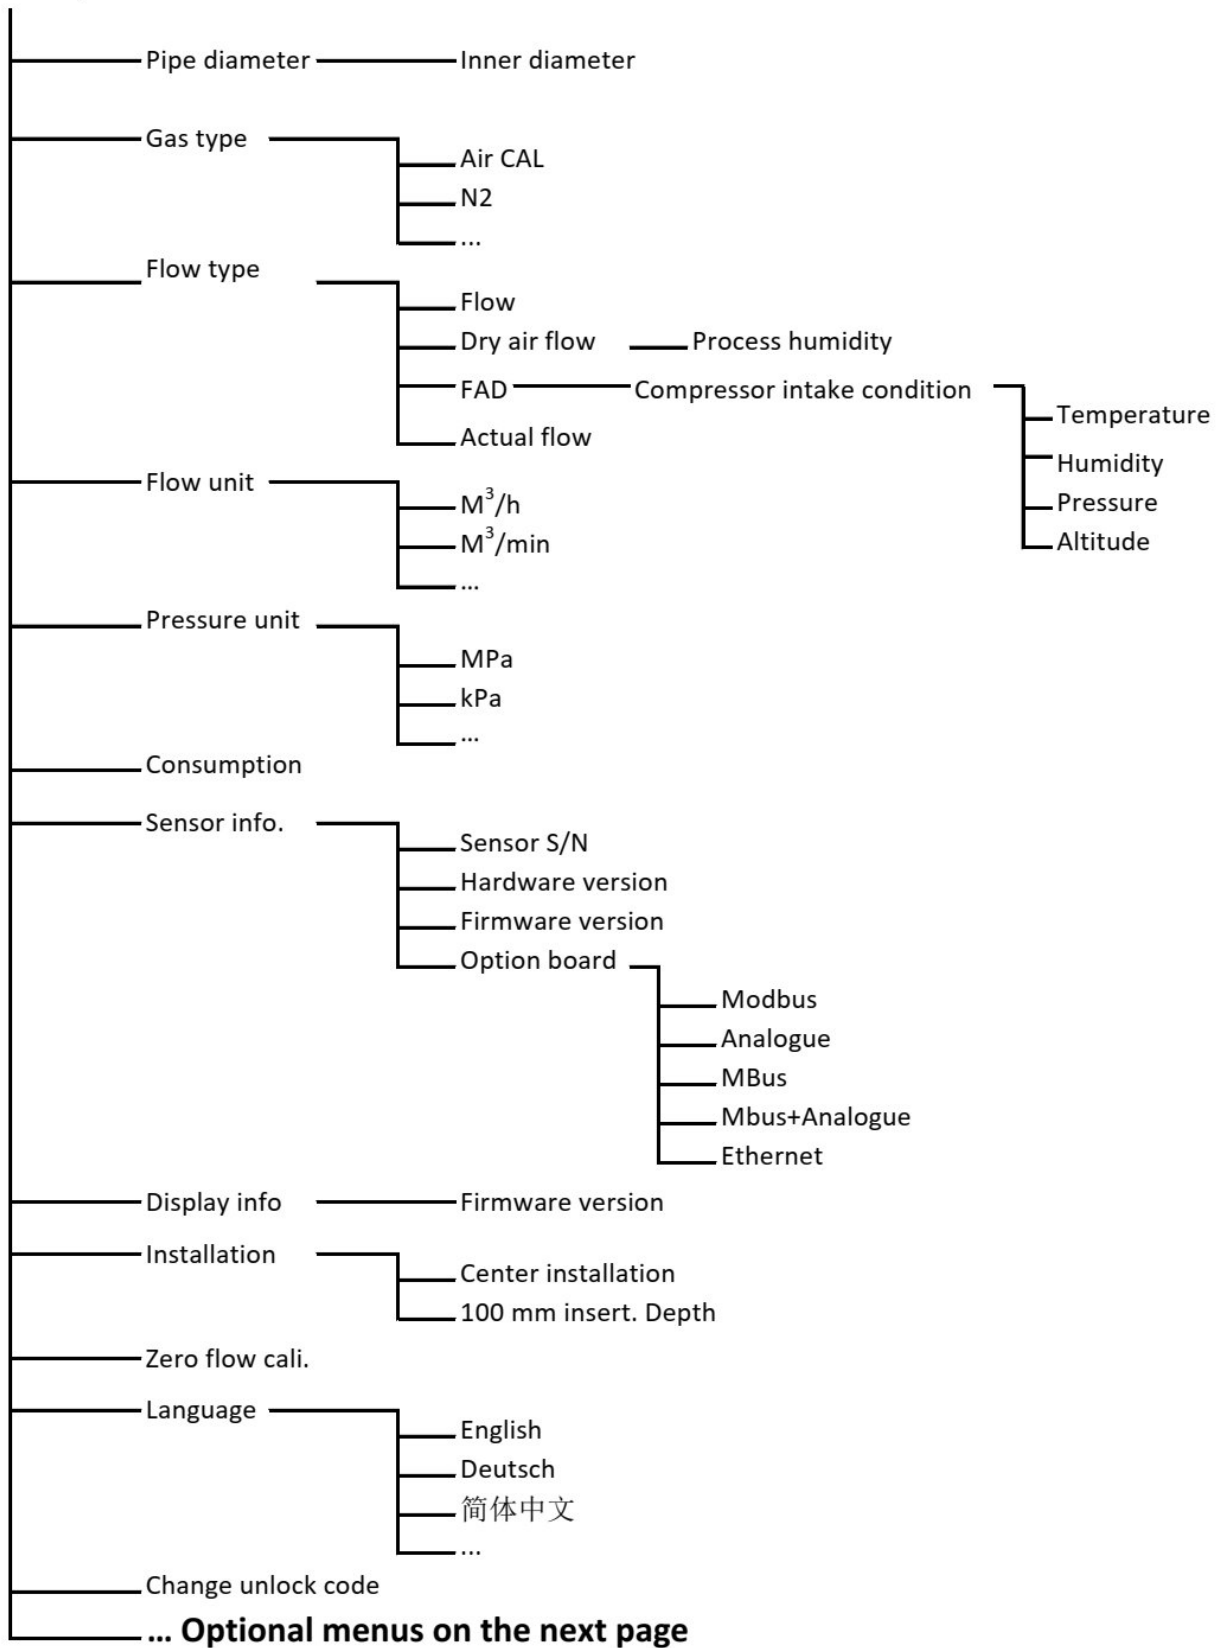 Pipe diameter Inner diameter
Gas type
Air CAL
N2
...
Flow type
Flow
Dry air flow Process humidity
FAD Compressor intake condition
Temperature
Actual flow
Humidity
Flow unit
M³/h
Pressure
M³/min
Altitude
...
Pressure unit
MPa
kPa
...
Consumption
Sensor info.
Sensor S/N
Hardware version
Firmware version
Option board
Modbus
Analogue
MBus
Mbus+Analogue
Ethernet
Display info Firmware version
Installation
Center installation
100 mm insert. Depth
Zero flow cali.
Language
English
Deutsch
简体中文
...
Change unlock code
... Optional menus on the next page